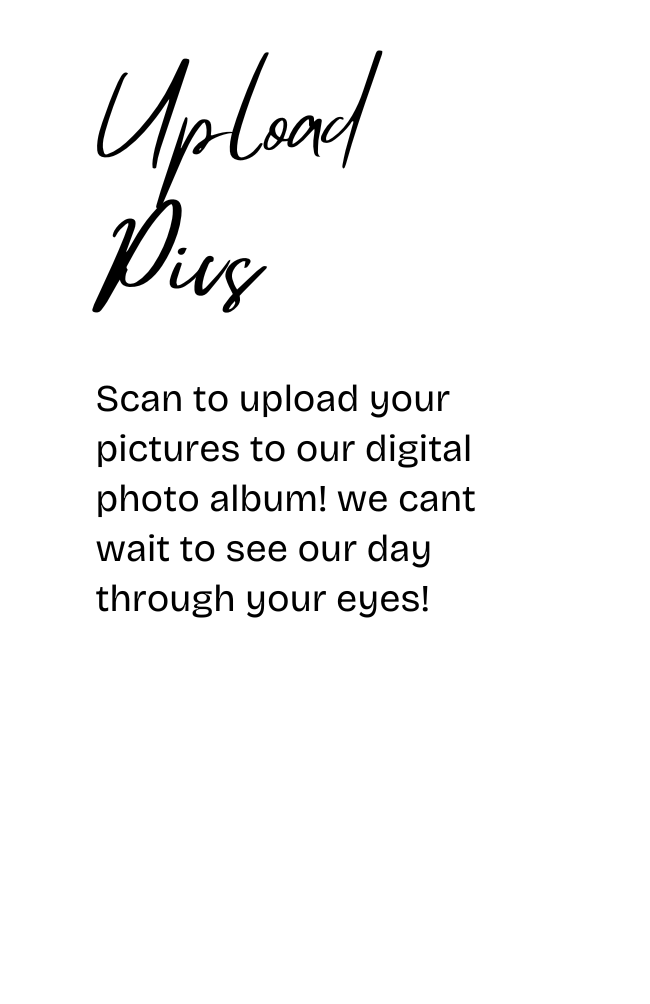 Upload
Pics
Scan to upload your
pictures to our digital
photo album! we cant
wait to see our day
through your eyes!